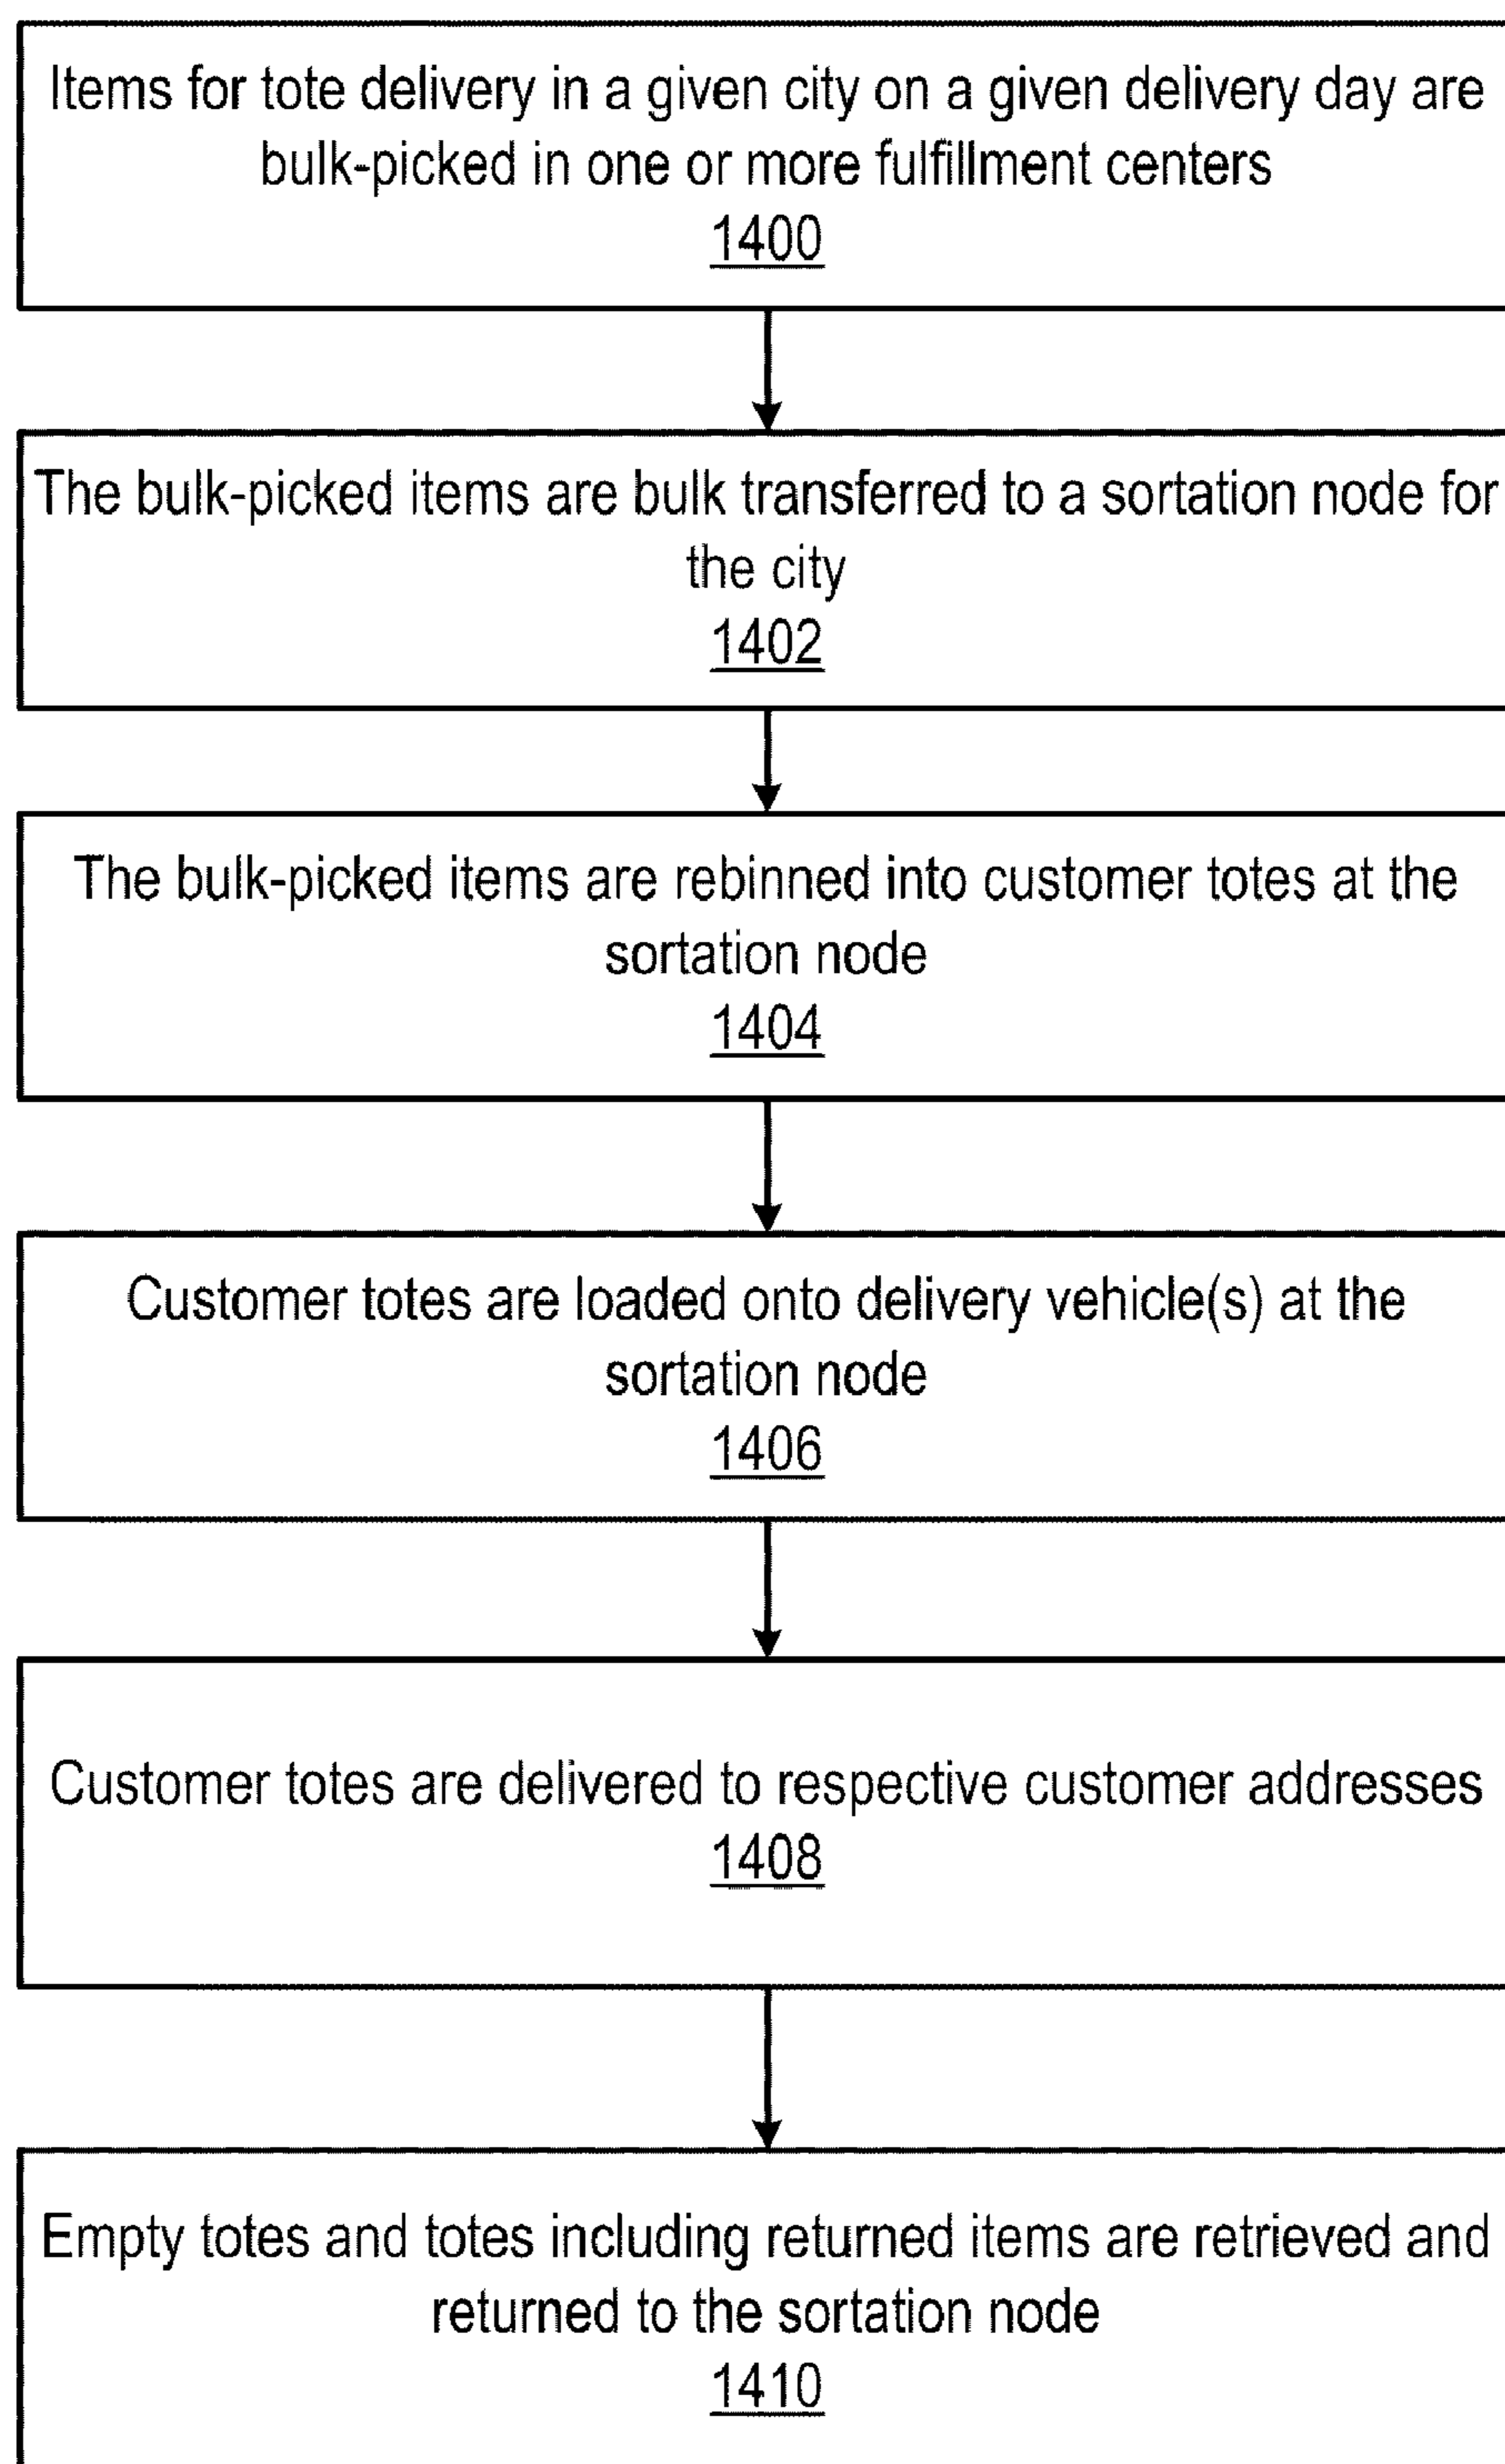 Items for tote delivery in a given city on a given delivery day are
bulk-picked in one or more fulfillment centers
1400
The bulk-picked items are bulk transferred to a sortation node for
the city
1402
The bulk-picked items are rebinned into customer totes at the
sortation node
1404
Customer totes are loaded onto delivery vehicle(s) at the
sortation node
1406
Customer totes are delivered to respective customer addresses
1408
Empty totes and totes including returned items are retrieved and
returned to the sortation node
1410